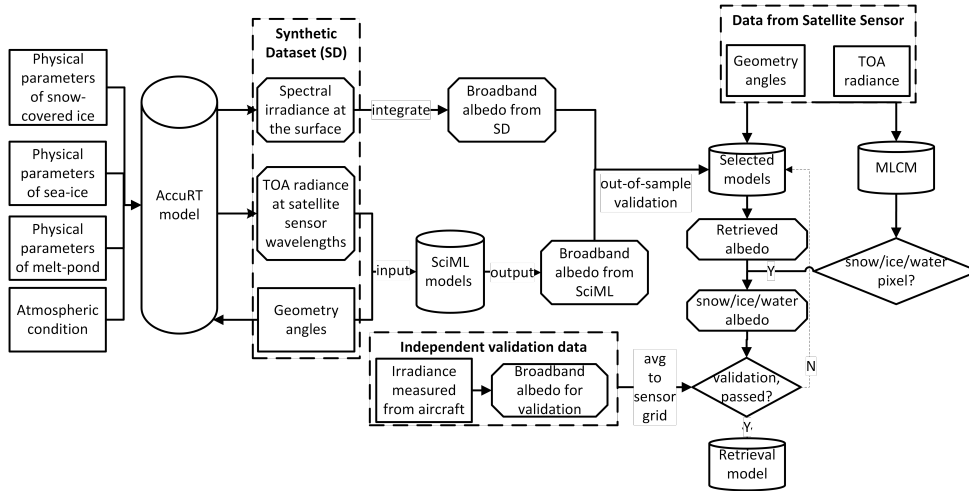 Physical
parameters
of snow-
covered ice
Physical
parameters
of sea-ice
Physical
parameters
of melt-pond
Atmospheric
condition
AccuRT
model
Synthetic
Dataset (SD)
Spectral
irradiance at
the surface
TOA radiance
at satellite
sensor
wavelengths
Geometry
angles
integrate
Broadband
albedo from
SD
input
SciML
models
output
Broadband
albedo from
SciML
out-of-sample
validation
Data from Satellite Sensor
Geometry
angles
TOA
radiance
Selected
models
MLCM
Retrieved
albedo
snow/ice/water
pixel?
Y
snow/ice/water
albedo
N
Independent validation data
Irradiance
measured
from aircraft
Broadband
albedo for
validation
avg
to
sensor
grid
validation,
passed?
Y
Retrieval
model